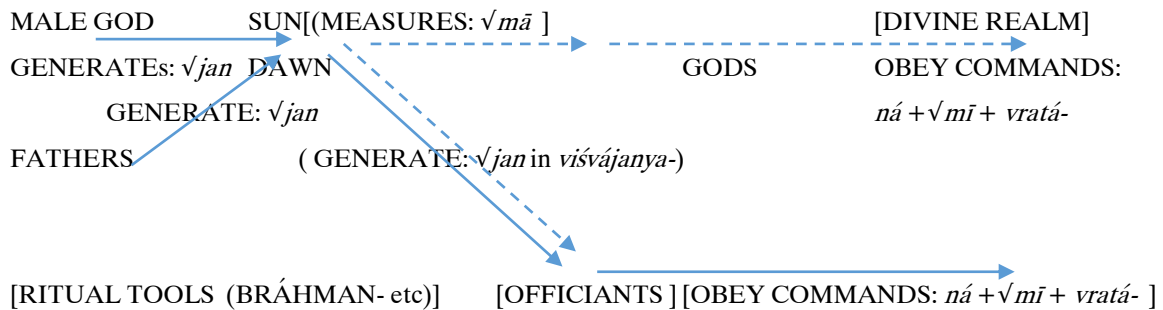 MALE GOD SUN[(MEASURES: √mā ] [DIVINE REALM]
GENERATEs: √jan DAWN GODS OBEY COMMANDS:
GENERATE: √jan ná +√mī + vratá-
FATHERS ( GENERATE: √jan in viśvájanya-)
[RITUAL TOOLS (BRÁHMAN- etc)] [OFFICIANTS ] [OBEY COMMANDS: ná +√mī + vratá- ]